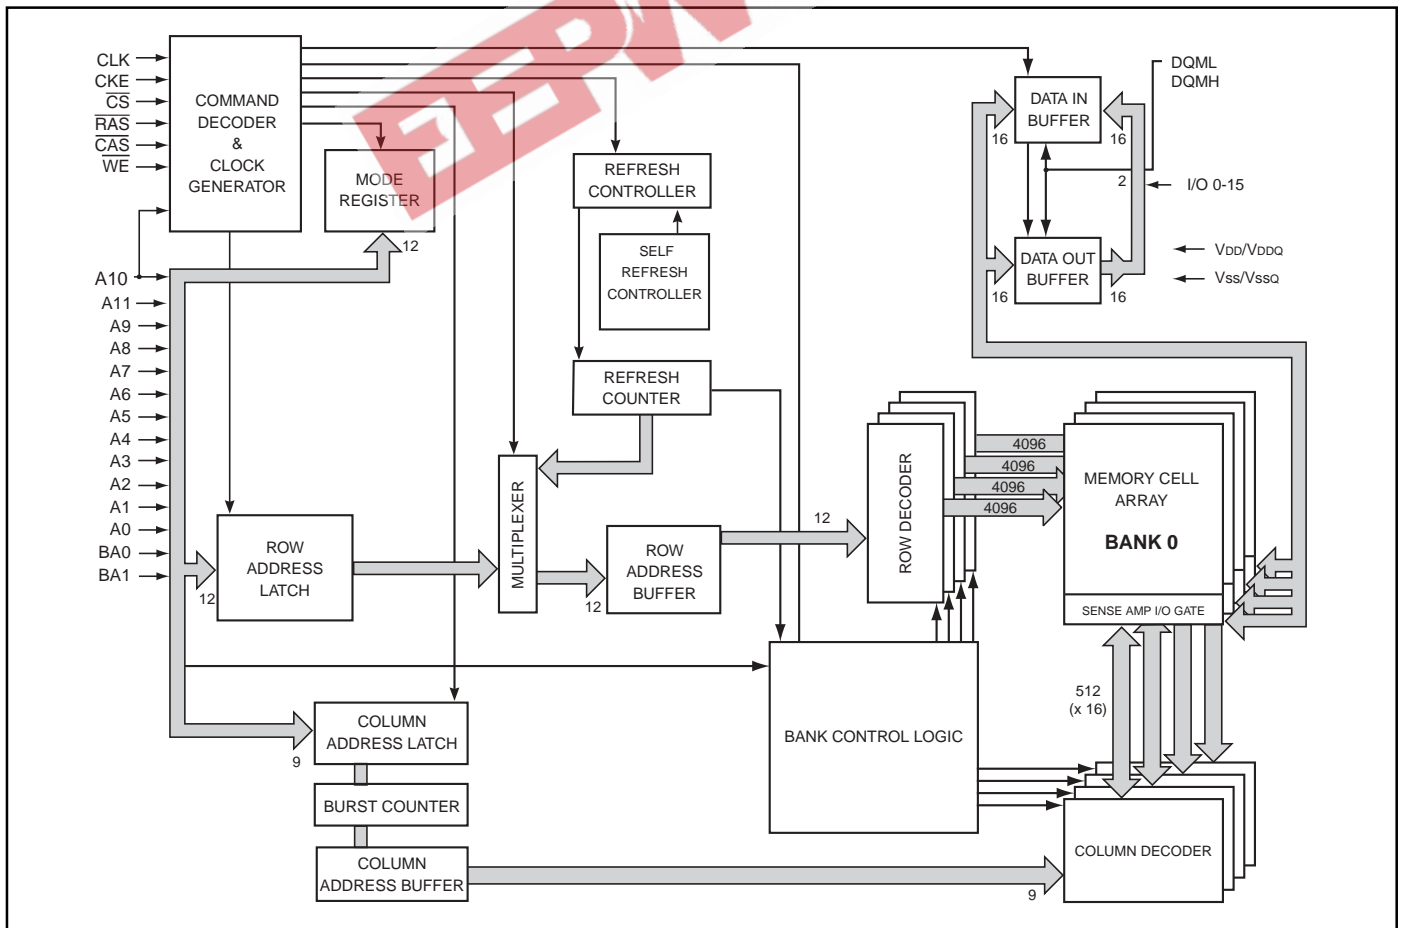 EEPW
CLK
CKE
CS
RAS
CAS
WE
COMMAND
DECODER
&
CLOCK
GENERATOR
MODE
REGISTER
12
REFRESH
CONTROLLER
SELF
REFRESH
CONTROLLER
REFRESH
COUNTER
DQML
DQMH
DATA IN
BUFFER
16
16
2
I/O 0-15
DATA OUT
BUFFER
16
16
VDD/VDDQ
Vss/VssQ
A10
A11
A9
A8
A7
A6
A5
A4
A3
A2
A1
A0
BA0
BA1
12
ROW
ADDRESS
LATCH
MULTIPLEXER
12
ROW
ADDRESS
BUFFER
12
ROW DECODER
4096
4096
4096
4096
MEMORY CELL
ARRAY
BANK 0
SENSE AMP I/O GATE
512
(x 16)
BANK CONTROL LOGIC
9
COLUMN
ADDRESS LATCH
BURST COUNTER
COLUMN
ADDRESS BUFFER
9
COLUMN DECODER